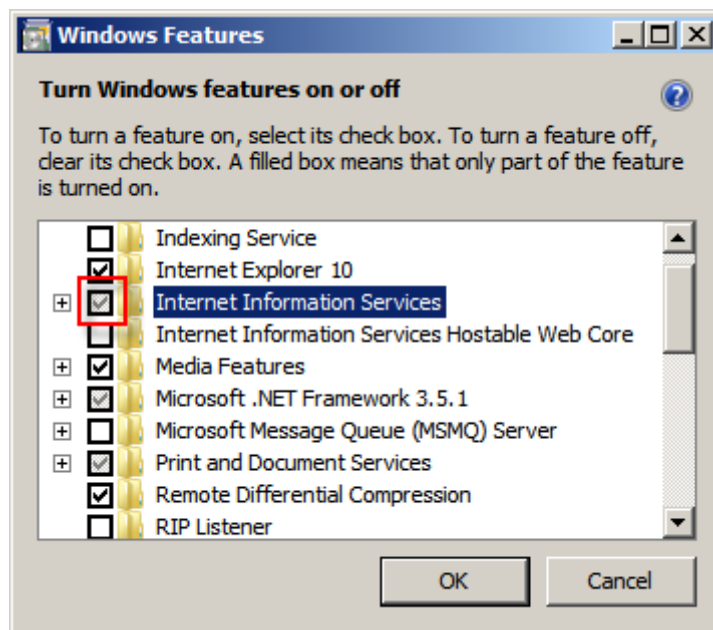 Windows Features
Turn Windows features on or off
To turn a feature on, select its check box. To turn a feature off,
clear its check box. A filled box means that only part of the feature
is turned on.
Indexing Service
Internet Explorer 10
Internet Information Services
Internet Information Services Hostable Web Core
Media Features
Microsoft .NET Framework 3.5.1
Microsoft Message Queue (MSMQ) Server
Print and Document Services
Remote Differential Compression
RIP Listener
OK Cancel